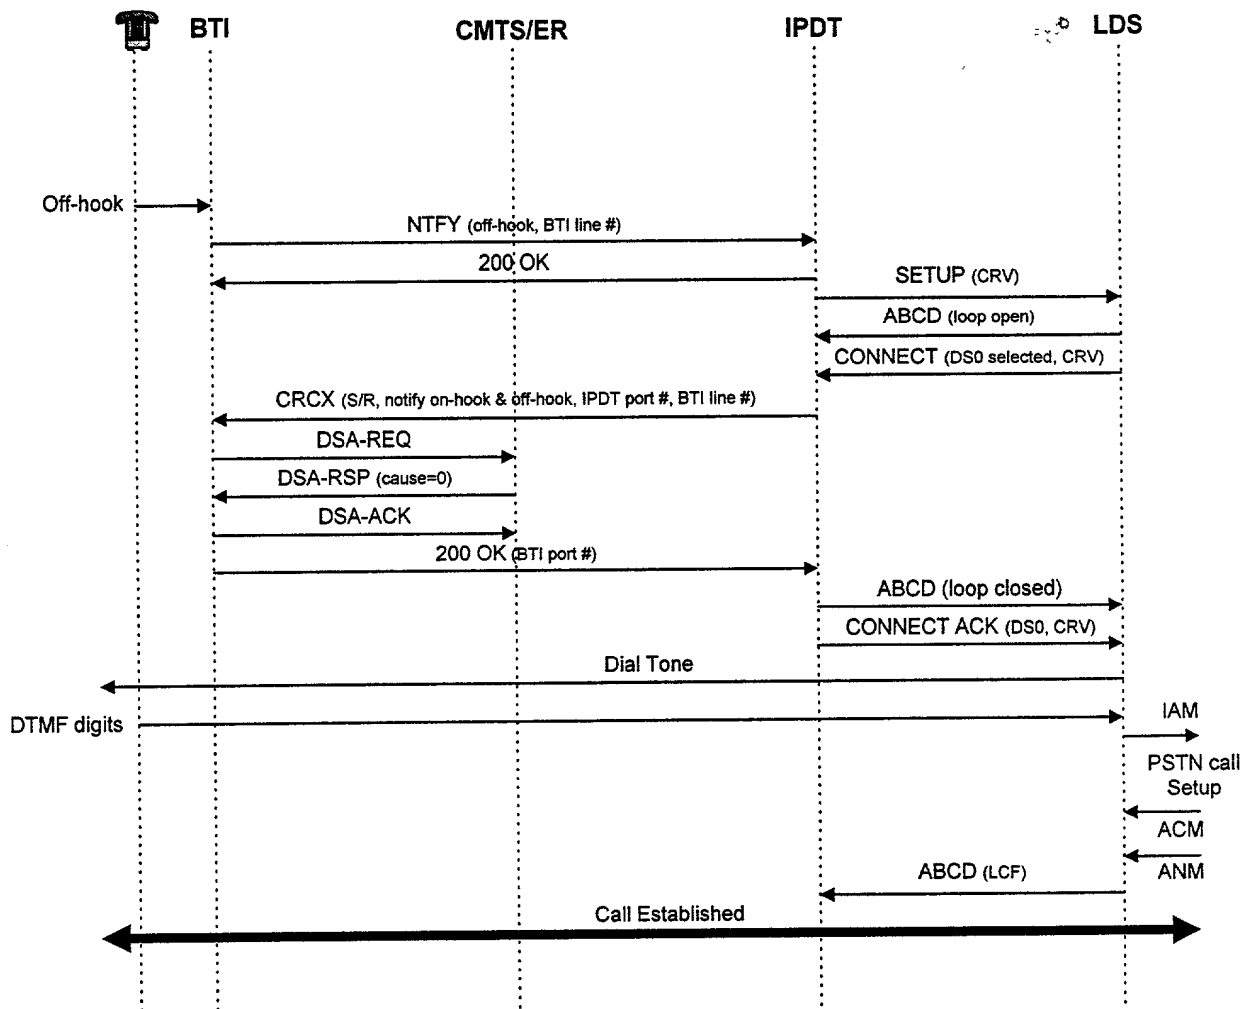 BTI
CMTS/ER
IPDT
LDS
Off-hook
NTFY (off-hook, BTI line #)
200 OK
SETUP (CRV)
ABCD (loop open)
CONNECT (DS0 selected, CRV)
CRCX (S/R, notify on-hook & off-hook, IPDT port #, BTI line #)
DSA-REQ
DSA-RSP (cause=0)
DSA-ACK
200 OK (BTI port #)
ABCD (loop closed)
CONNECT ACK (DS0, CRV)
Dial Tone
DTMF digits
IAM
PSTN call
Setup
ACM
ANM
ABCD (LCF)
Call Established